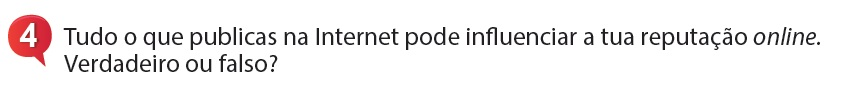 4 Tudo o que publicas na Internet pode influenciar a tua reputação online.
Verdadeiro ou falso?